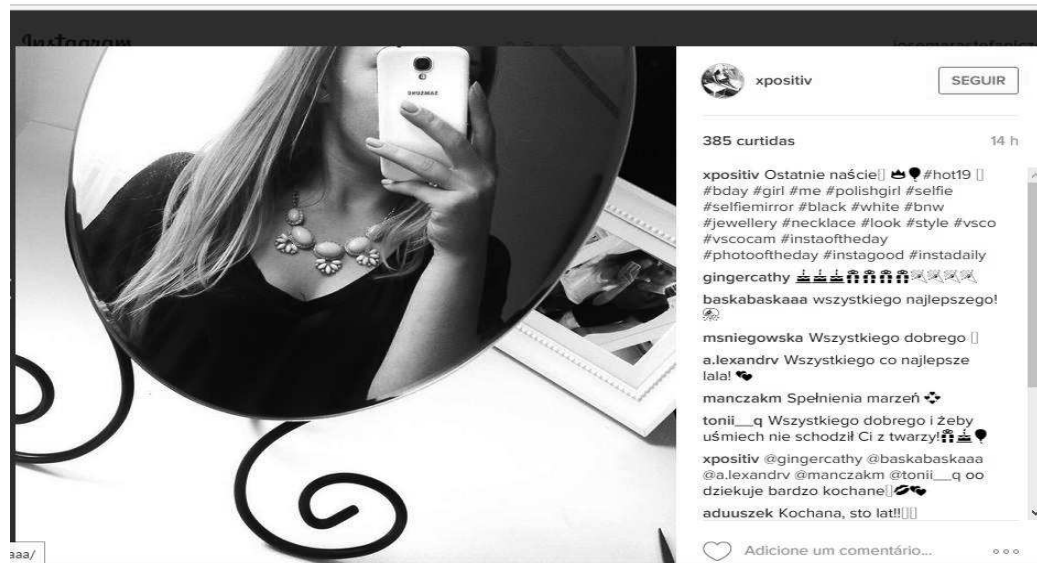 Instagram
SAMSUNG
xpositiv
SEGUIR
385 curtidas
14 h
xpositiv Ostatnie naście #hot19
#bday #girl #me #polishgirl #selfie
#selfiemirror #black #white #bnw
#jewellery #necklace #look #style #vsco
#vscocam #instaoftheday
#photooftheday #instagood #instadaily
gingercathy
baskabaskaaa wszystkiego najlepszego!
msniegowska Wszystkiego dobrego
a.lexandrv Wszystkiego co najlepsze
lala!
manczakm Spełnienia marzeń
tonii__q Wszystkiego dobrego i żeby
uśmiech nie schodził Ci z twarzy!
xpositiv @gingercathy @baskabaskaaa
@a.lexandrv @manczakm @tonii__q oo
dziekuje bardzo kochane
aduuszek Kochana, sto lat!!
Adicione um comentário...
aaa/